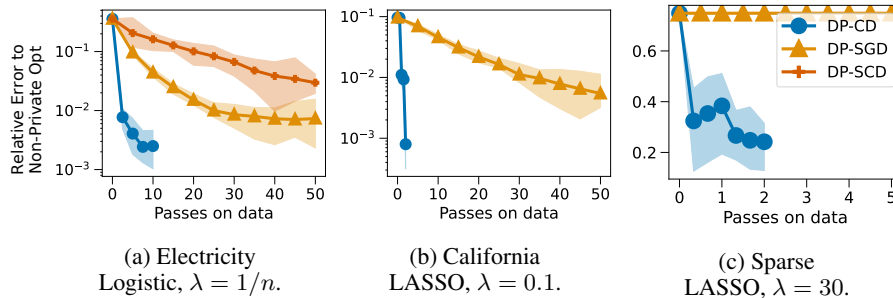 Relative Error to
Non-Private Opt
10⁻¹
10⁻²
10⁻³
0 10 20 30 40 50
Passes on data
(a) Electricity
Logistic, λ = 1/n.
10⁻¹
10⁻²
10⁻³
0 10 20 30 40 50
Passes on data
(b) California
LASSO, λ = 0.1.
0.6
0.4
0.2
0 1 2 3 4 5
Passes on data
DP-CD
DP-SGD
DP-SCD
(c) Sparse
LASSO, λ = 30.